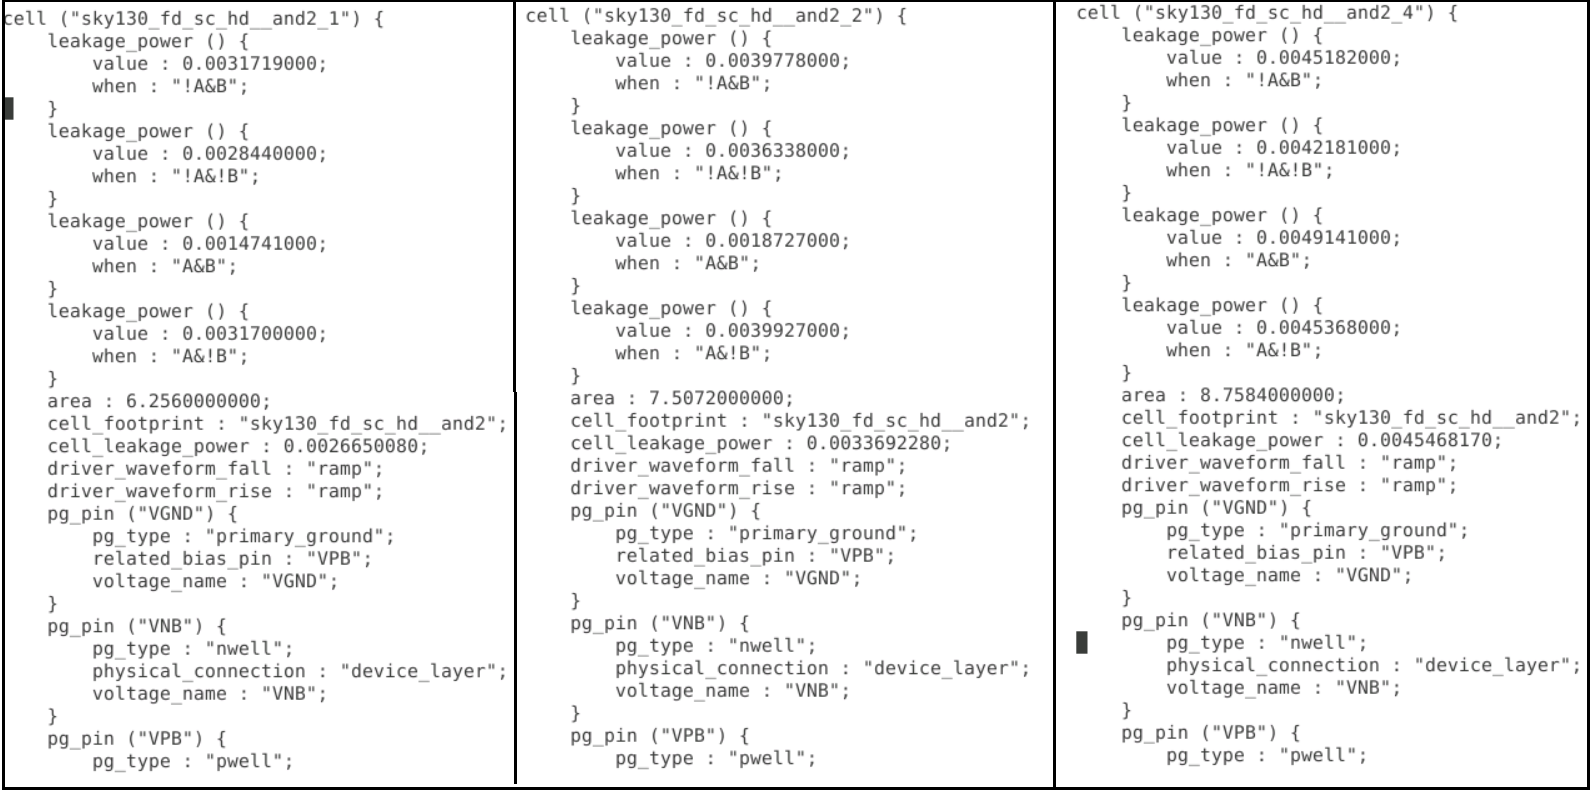 cell ("sky130_fd_sc_hd__and2_1") {
leakage_power () {
value : 0.0031719000;
when : "!A&B";
}
leakage_power () {
value : 0.0028440000;
when : "!A&!B";
}
leakage_power () {
value : 0.0014741000;
when : "A&B";
}
leakage_power () {
value : 0.0031700000;
when : "A&!B";
}
area : 6.2560000000;
cell_footprint : "sky130_fd_sc_hd__and2";
cell_leakage_power : 0.0026650080;
driver_waveform_fall : "ramp";
driver_waveform_rise : "ramp";
pg_pin ("VGND") {
pg_type : "primary_ground";
related_bias_pin : "VPB";
voltage_name : "VGND";
}
pg_pin ("VNB") {
pg_type : "nwell";
physical_connection : "device_layer";
voltage_name : "VNB";
}
pg_pin ("VPB") {
pg_type : "pwell";
cell ("sky130_fd_sc_hd__and2_2") {
leakage_power () {
value : 0.0039778000;
when : "!A&B";
}
leakage_power () {
value : 0.0036338000;
when : "!A&!B";
}
leakage_power () {
value : 0.0018727000;
when : "A&B";
}
leakage_power () {
value : 0.0039927000;
when : "A&!B";
}
area : 7.5072000000;
cell_footprint : "sky130_fd_sc_hd__and2";
cell_leakage_power : 0.0033692280;
driver_waveform_fall : "ramp";
driver_waveform_rise : "ramp";
pg_pin ("VGND") {
pg_type : "primary_ground";
related_bias_pin : "VPB";
voltage_name : "VGND";
}
pg_pin ("VNB") {
pg_type : "nwell";
physical_connection : "device_layer";
voltage_name : "VNB";
}
pg_pin ("VPB") {
pg_type : "pwell";
cell ("sky130_fd_sc_hd__and2_4") {
leakage_power () {
value : 0.0045182000;
when : "!A&B";
}
leakage_power () {
value : 0.0042181000;
when : "!A&!B";
}
leakage_power () {
value : 0.0049141000;
when : "A&B";
}
leakage_power () {
value : 0.0045368000;
when : "A&!B";
}
area : 8.7584000000;
cell_footprint : "sky130_fd_sc_hd__and2";
cell_leakage_power : 0.0045468170;
driver_waveform_fall : "ramp";
driver_waveform_rise : "ramp";
pg_pin ("VGND") {
pg_type : "primary_ground";
related_bias_pin : "VPB";
voltage_name : "VGND";
}
pg_pin ("VNB") {
pg_type : "nwell";
physical_connection : "device_layer";
voltage_name : "VNB";
}
pg_pin ("VPB") {
pg_type : "pwell";